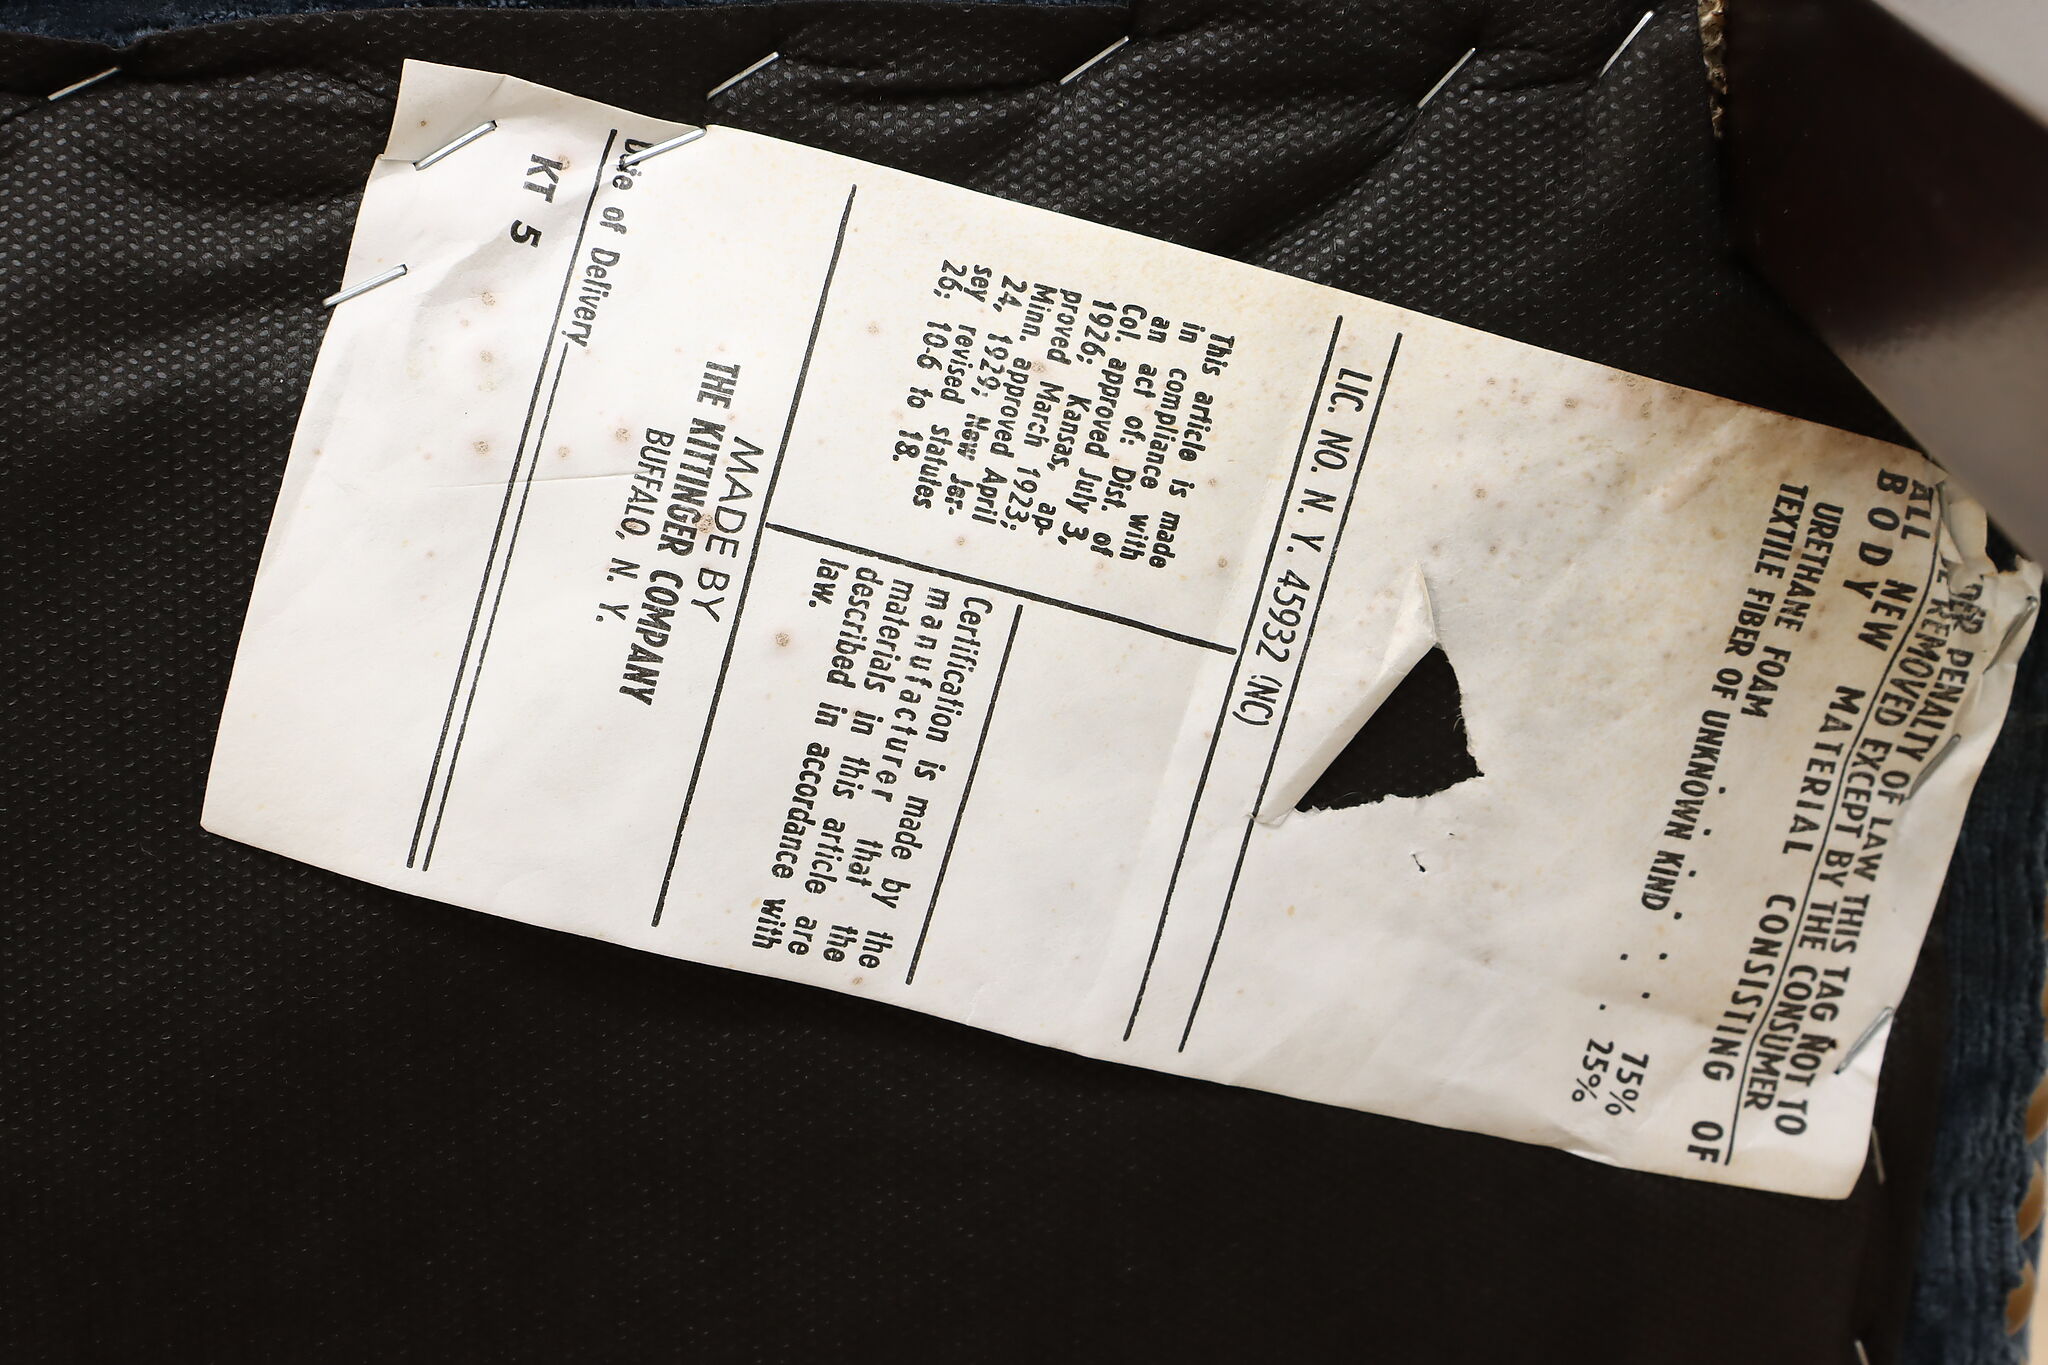 PENALTY OF LAW THIS TAG NOT TO
BE REMOVED EXCEPT BY THE CONSUMER
ALL NEW MATERIAL CONSISTING OF
BODY
URETHANE FOAM . . . . . 75%
TEXTILE FIBER OF UNKNOWN KIND . . 25%
LIC. NO. N. Y. 45932 (NC)
This article is made
in compliance with
an act of: Dist. of
Col. approved July 3,
1926; Kansas, ap-
proved March 1923;
Minn. approved April
24, 1929; New Jer-
sey revised statutes
26; 10-6 to 18.
Certification is made by the
manufacturer that the
materials in this article are
described in accordance with
law.
MADE BY
THE KITTINGER COMPANY
BUFFALO, N. Y.
Date of Delivery
KT 5